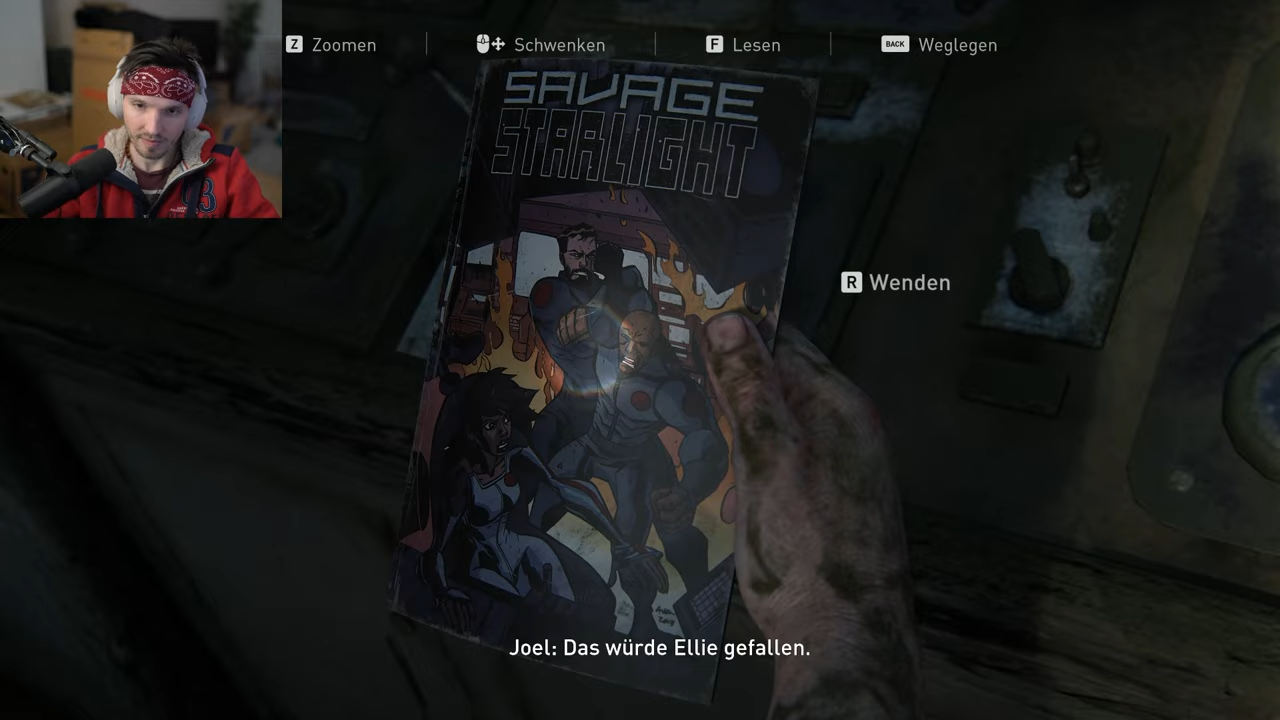 Z Zoomen
Schwenken
F Lesen
BACK Weglegen
SAVAGE
STARLIGHT
R Wenden
Joel: Das würde Ellie gefallen.